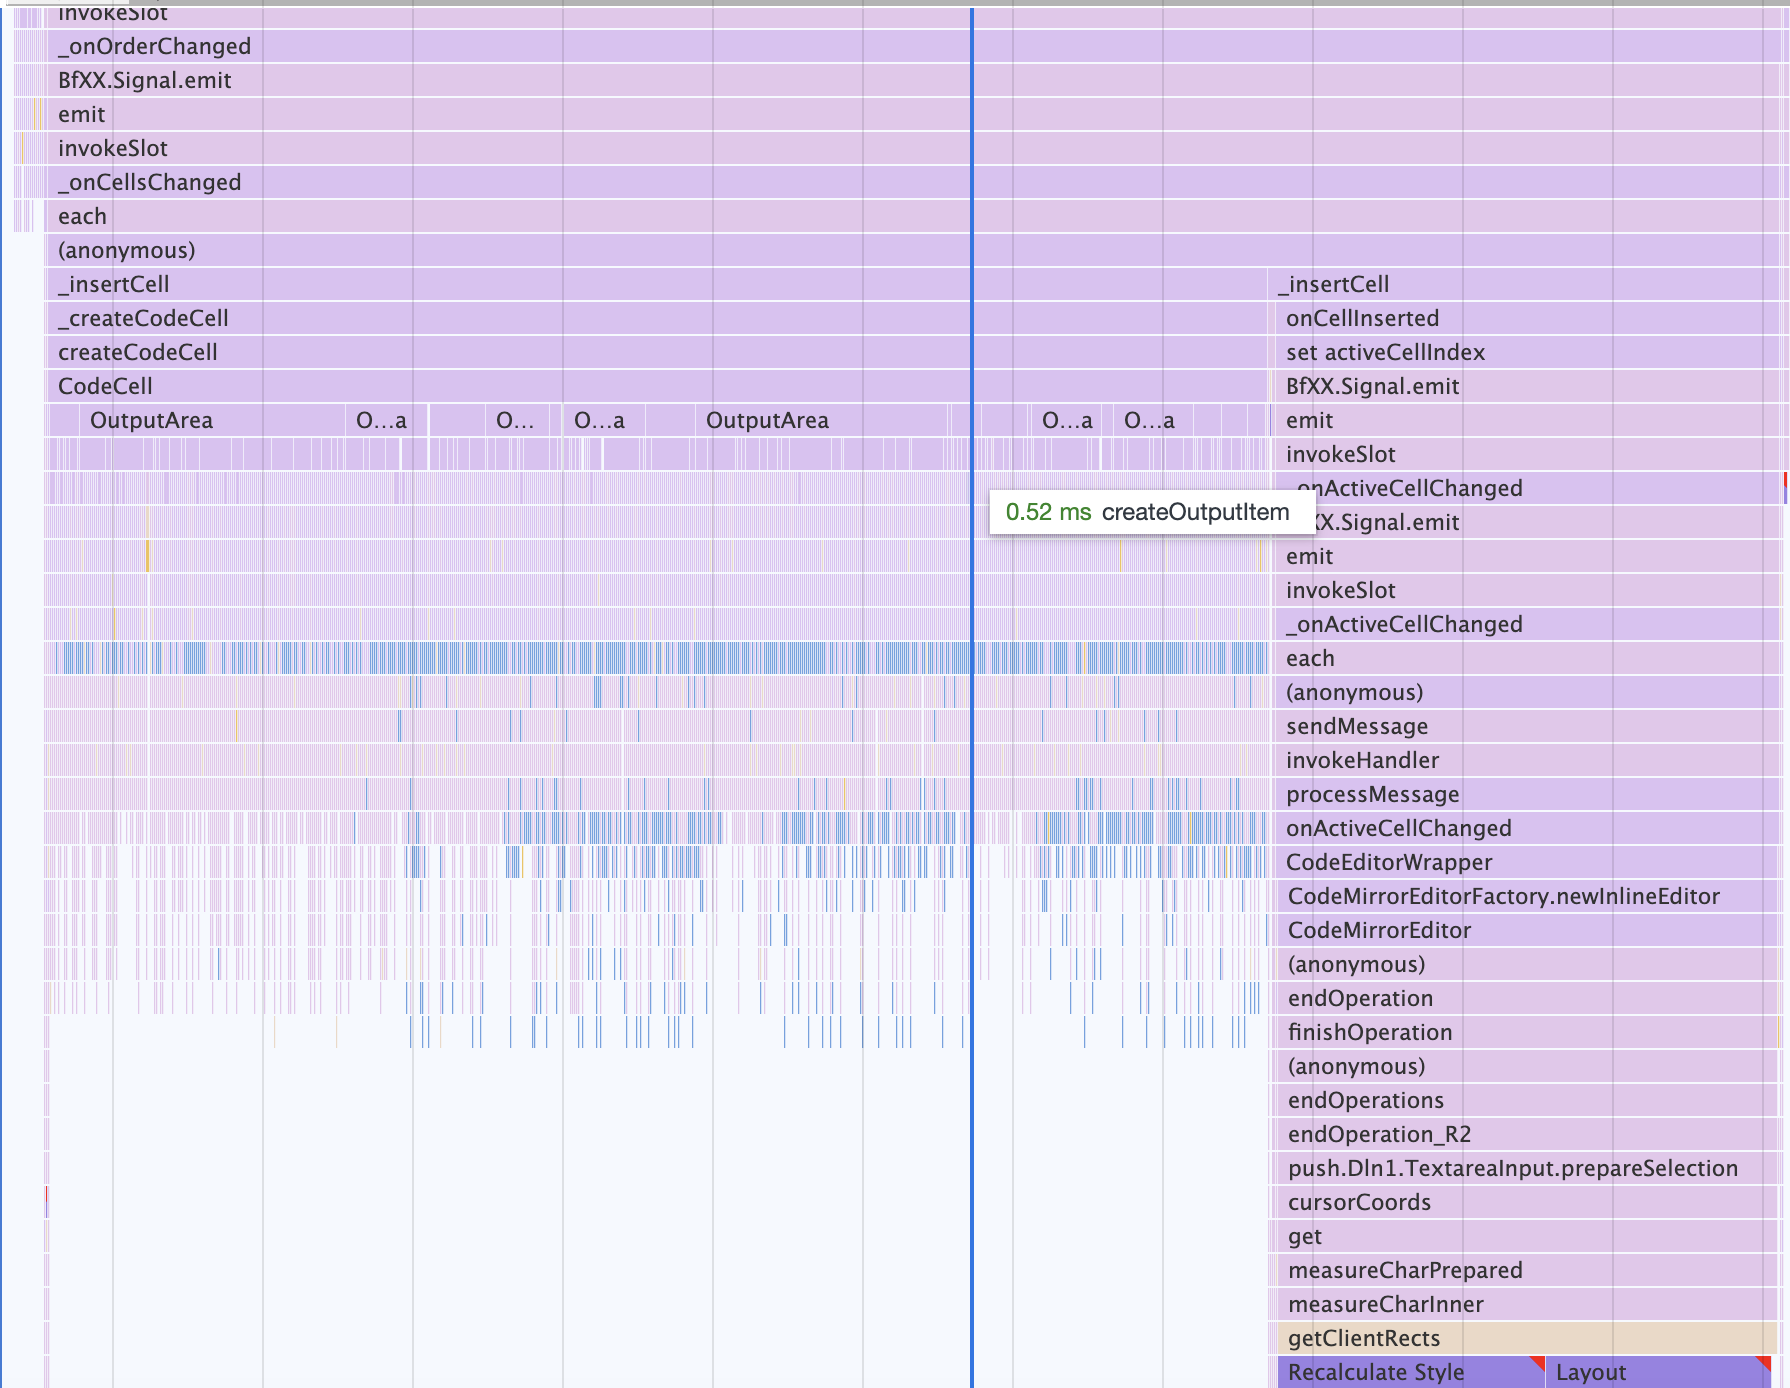 invokeSlot
_onOrderChanged
BfXX.Signal.emit
emit
invokeSlot
_onCellsChanged
each
(anonymous)
_insertCell
_createCodeCell
createCodeCell
CodeCell
OutputArea O...a O... O...a OutputArea O...a O...a
0.52 ms createOutputItem
_insertCell
onCellInserted
set activeCellIndex
BfXX.Signal.emit
emit
invokeSlot
_onActiveCellChanged
XX.Signal.emit
emit
invokeSlot
_onActiveCellChanged
each
(anonymous)
sendMessage
invokeHandler
processMessage
onActiveCellChanged
CodeEditorWrapper
CodeMirrorEditorFactory.newInlineEditor
CodeMirrorEditor
(anonymous)
endOperation
finishOperation
(anonymous)
endOperations
endOperation_R2
push.Dln1.TextareaInput.prepareSelection
cursorCoords
get
measureCharPrepared
measureCharInner
getClientRects
Recalculate Style Layout